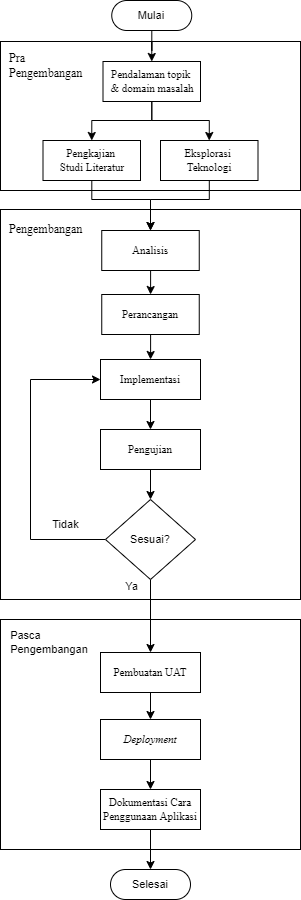 Mulai
Pra
Pengembangan
Pendalaman topik
& domain masalah
Pengkajian
Studi Literatur
Eksplorasi
Teknologi
Pengembangan
Analisis
Perancangan
Implementasi
Pengujian
Sesuai?
Tidak
Ya
Pasca
Pengembangan
Pembuatan UAT
Deployment
Dokumentasi Cara
Penggunaan Aplikasi
Selesai